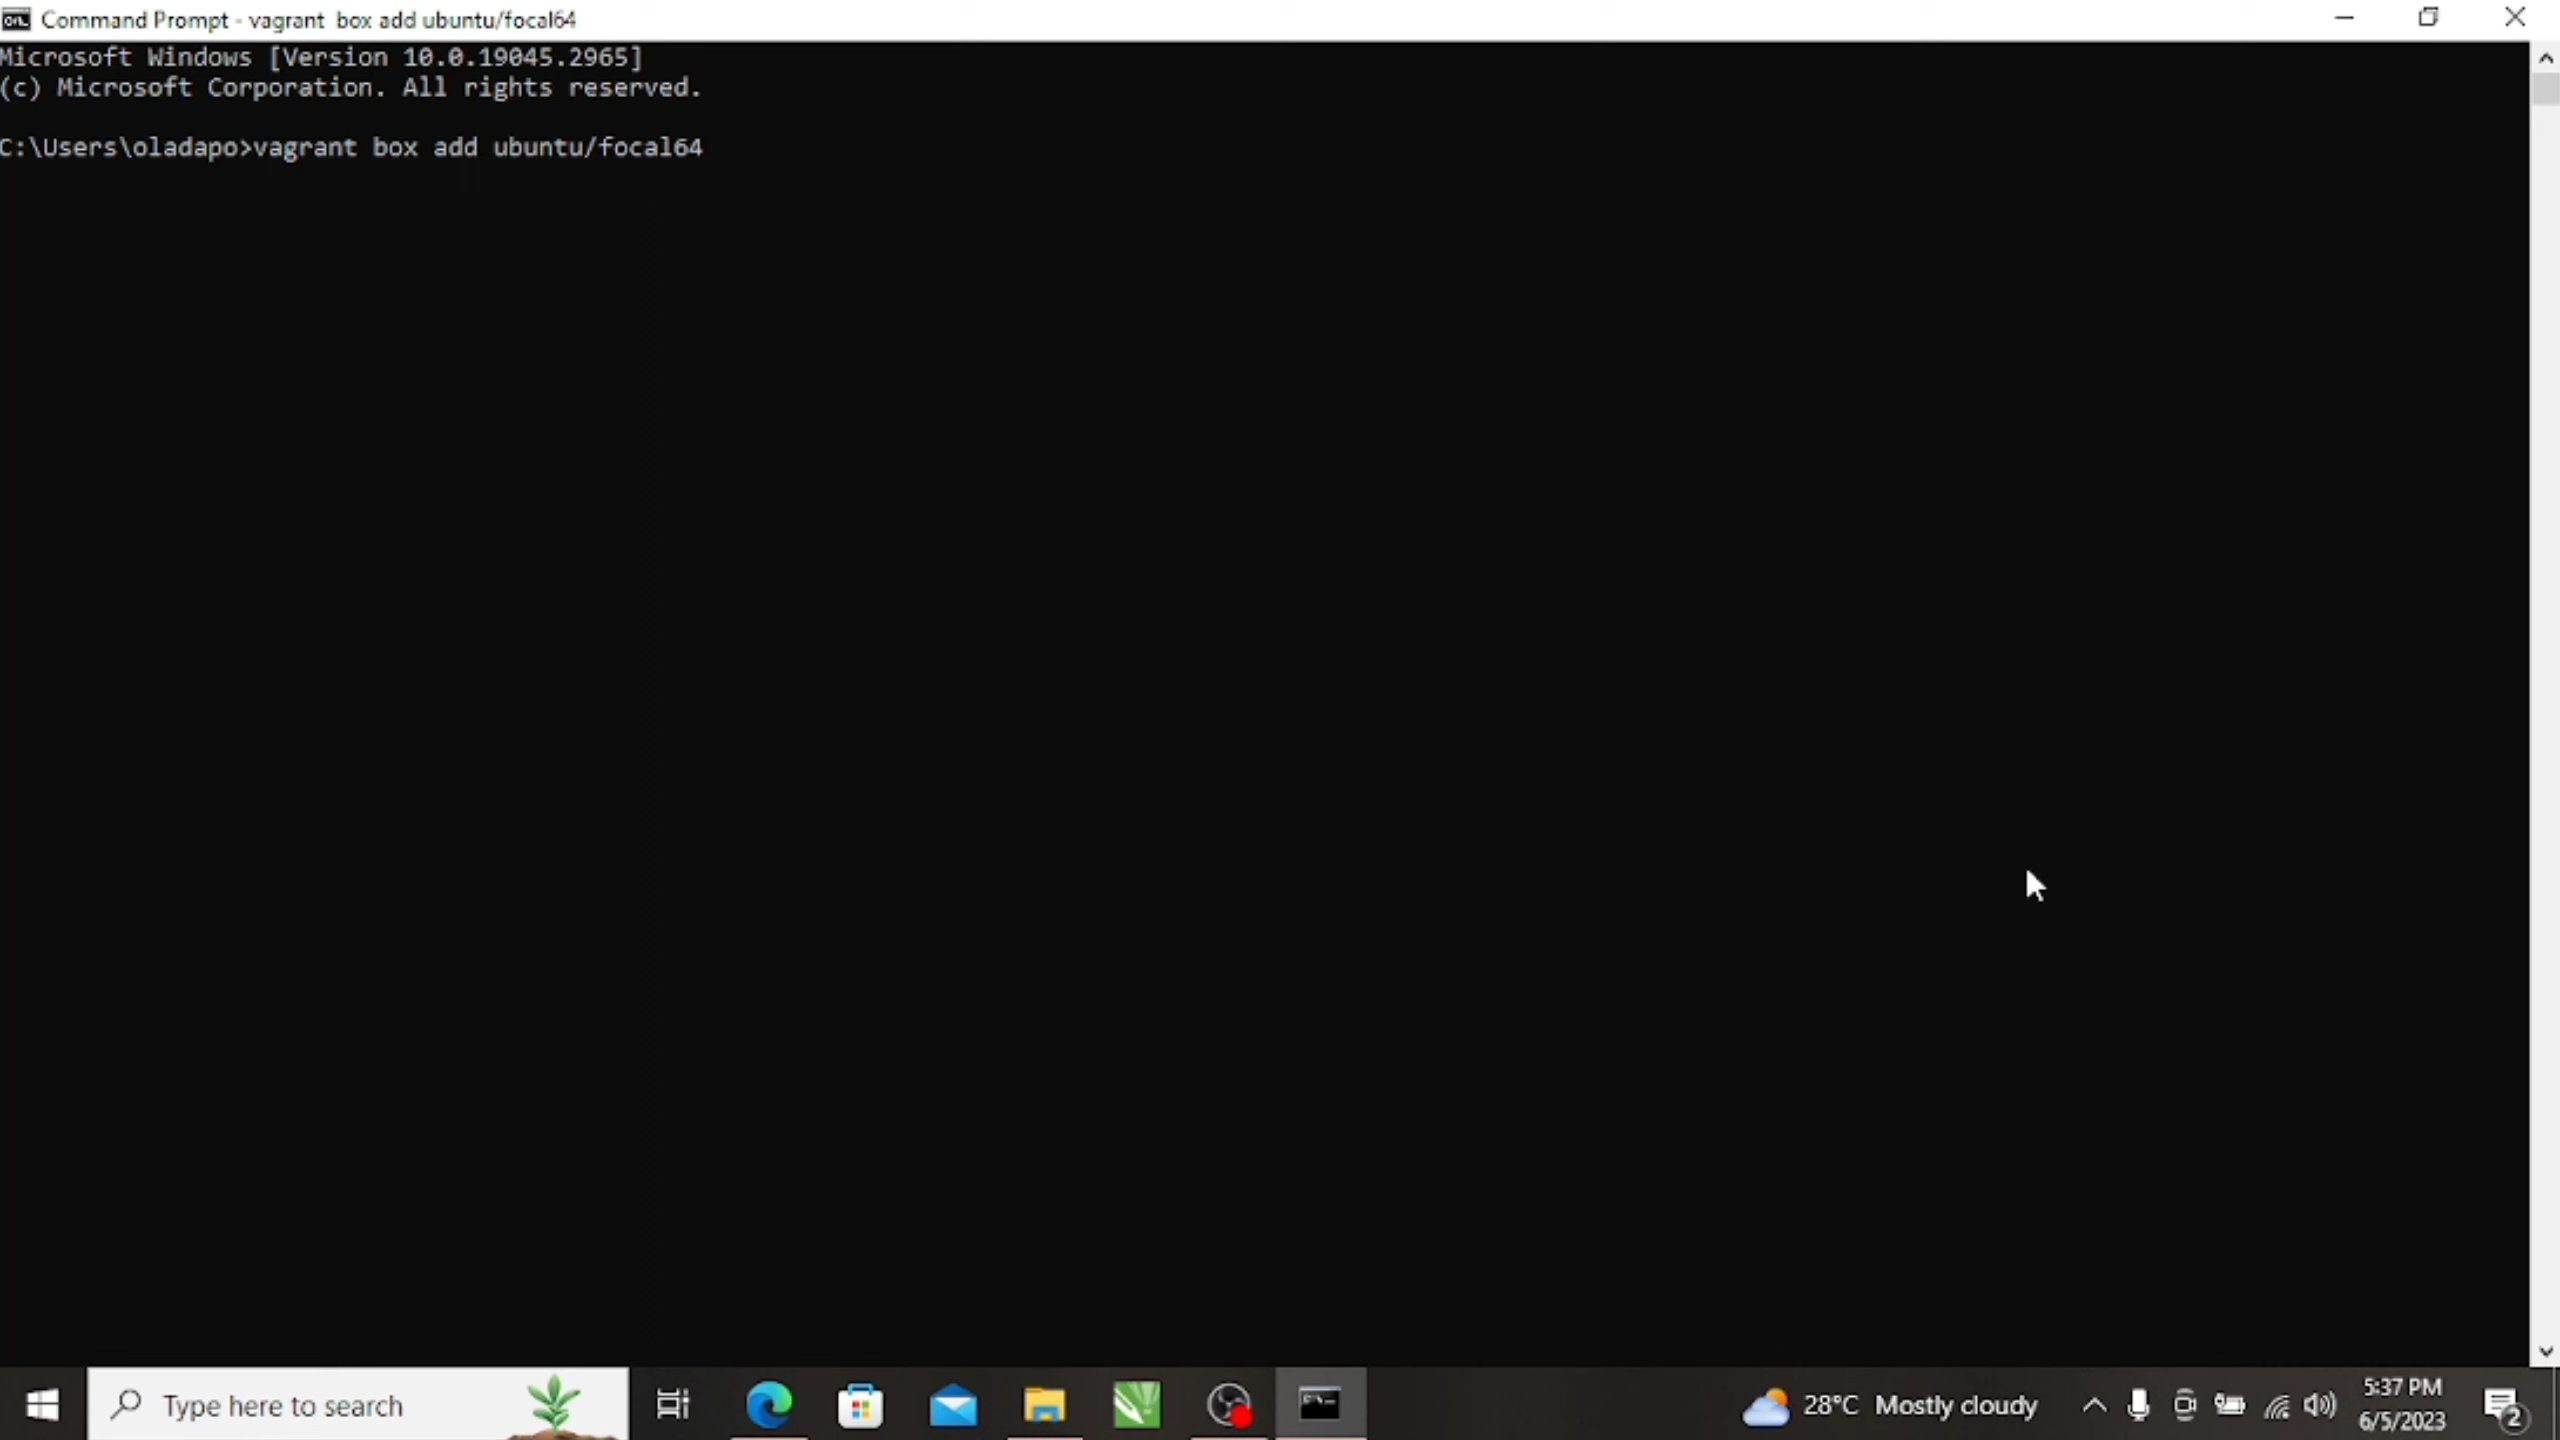 Command Prompt - vagrant  box add ubuntu/focal64
Microsoft Windows [Version 10.0.19045.2965]
(c) Microsoft Corporation. All rights reserved.
C:\Users\oladapo>vagrant box add ubuntu/focal64
Type here to search
28°C Mostly cloudy
5:37 PM
6/5/2023
2